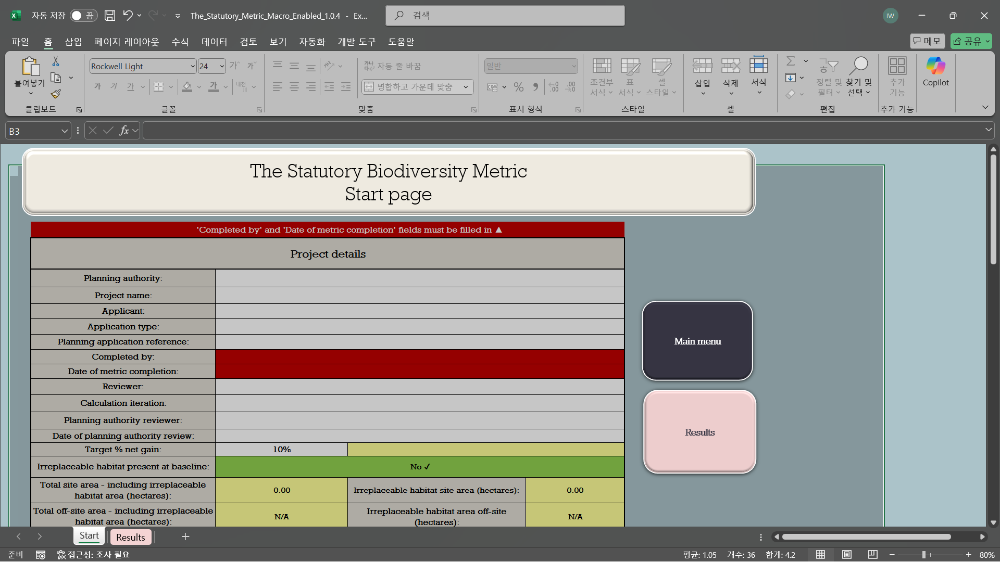 자동 저장 끔 The_Statutory_Metric_Macro_Enabled_1.0.4 - Ex... 검색 IW
파일 홈 삽입 페이지 레이아웃 수식 데이터 검토 보기 자동화 개발 도구 도움말 메모 공유
붙여넣기 Rockwell Light 24 가 가 자동 줄 바꿈 일반
가 가 가 가 내천 병합하고 가운데 맞춤 % 조건부 서식 표 서식 셀 스타일 삽입 삭제 서식 정렬 및 필터 찾기 및 선택 추가 기능 Copilot
클립보드 글꼴 맞춤 표시 형식 스타일 셀 편집 추가 기능
B3 fx
The Statutory Biodiversity Metric
Start page
'Completed by' and 'Date of metric completion' fields must be filled in ▲
Project details
Planning authority:
Project name:
Applicant:
Application type:
Planning application reference:
Completed by:
Date of metric completion:
Reviewer:
Calculation iteration:
Planning authority reviewer:
Date of planning authority review:
Target % net gain: 10%
Irreplaceable habitat present at baseline: No ✓
Total site area - including irreplaceable habitat area (hectares): 0.00 Irreplaceable habitat site area (hectares): 0.00
Total off-site area - including irreplaceable habitat area (hectares): N/A Irreplaceable habitat area off-site (hectares): N/A
Main menu
Results
Start Results
준비 접근성: 조사 필요 평균: 1.05 개수: 36 합계: 4.2 80%